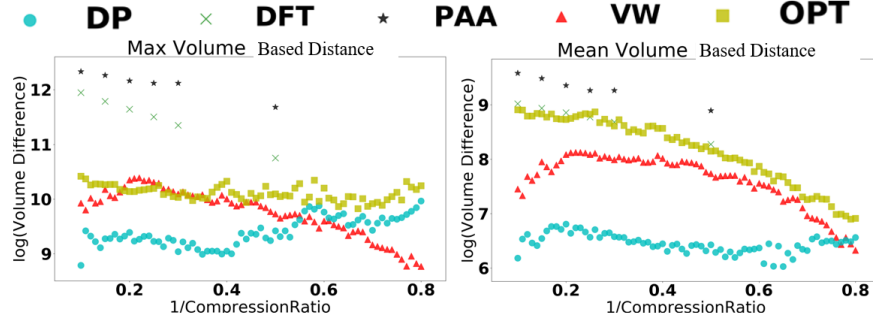 DP DFT PAA VW OPT
Max Volume Based Distance
log(Volume Difference)
12
11
10
9
0.2 0.4 0.6 0.8
1/CompressionRatio
Mean Volume Based Distance
log(Volume Difference)
9
8
7
6
0.2 0.4 0.6 0.8
1/CompressionRatio